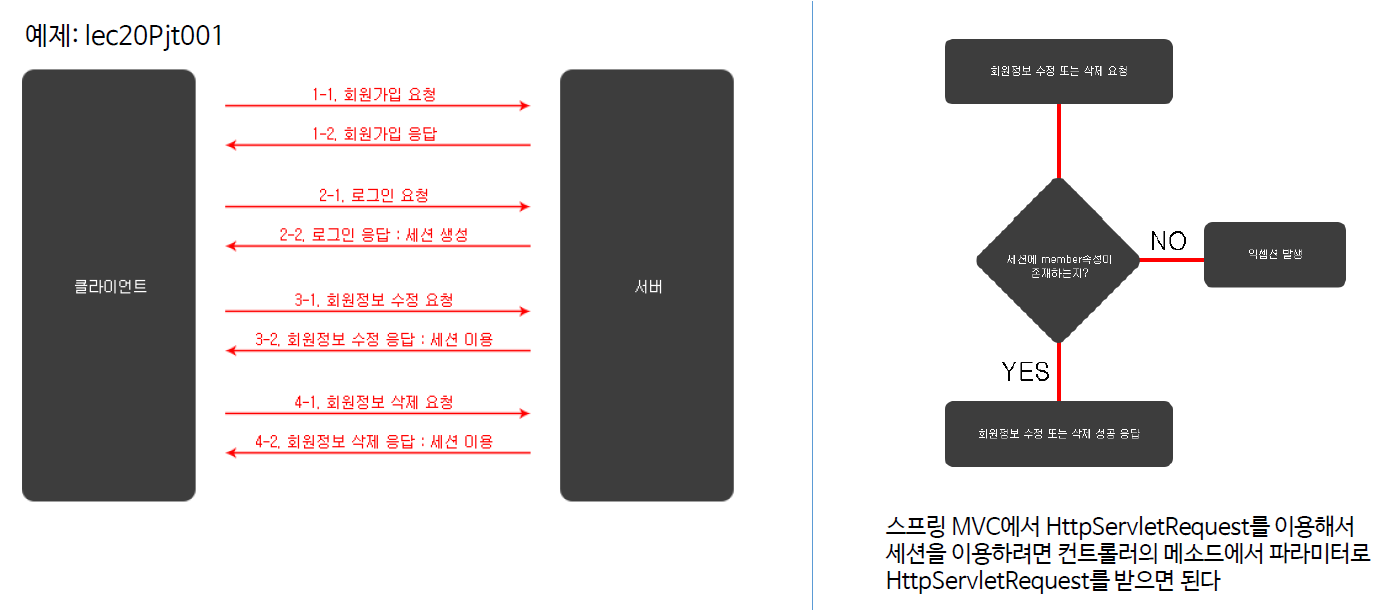 예제: lec20Pjt001
클라이언트
1-1. 회원가입 요청
1-2. 회원가입 응답
2-1. 로그인 요청
2-2. 로그인 응답 : 세션 생성
3-1. 회원정보 수정 요청
3-2. 회원정보 수정 응답 : 세션 이용
4-1. 회원정보 삭제 요청
4-2. 회원정보 삭제 응답 : 세션 이용
서버
회원정보 수정 또는 삭제 요청
세션에 member속성이
존재하는지?
NO
익셉션 발생
YES
회원정보 수정 또는 삭제 성공 응답
스프링 MVC에서 HttpServletRequest를 이용해서
세션을 이용하려면 컨트롤러의 메소드에서 파라미터로
HttpServletRequest를 받으면 된다